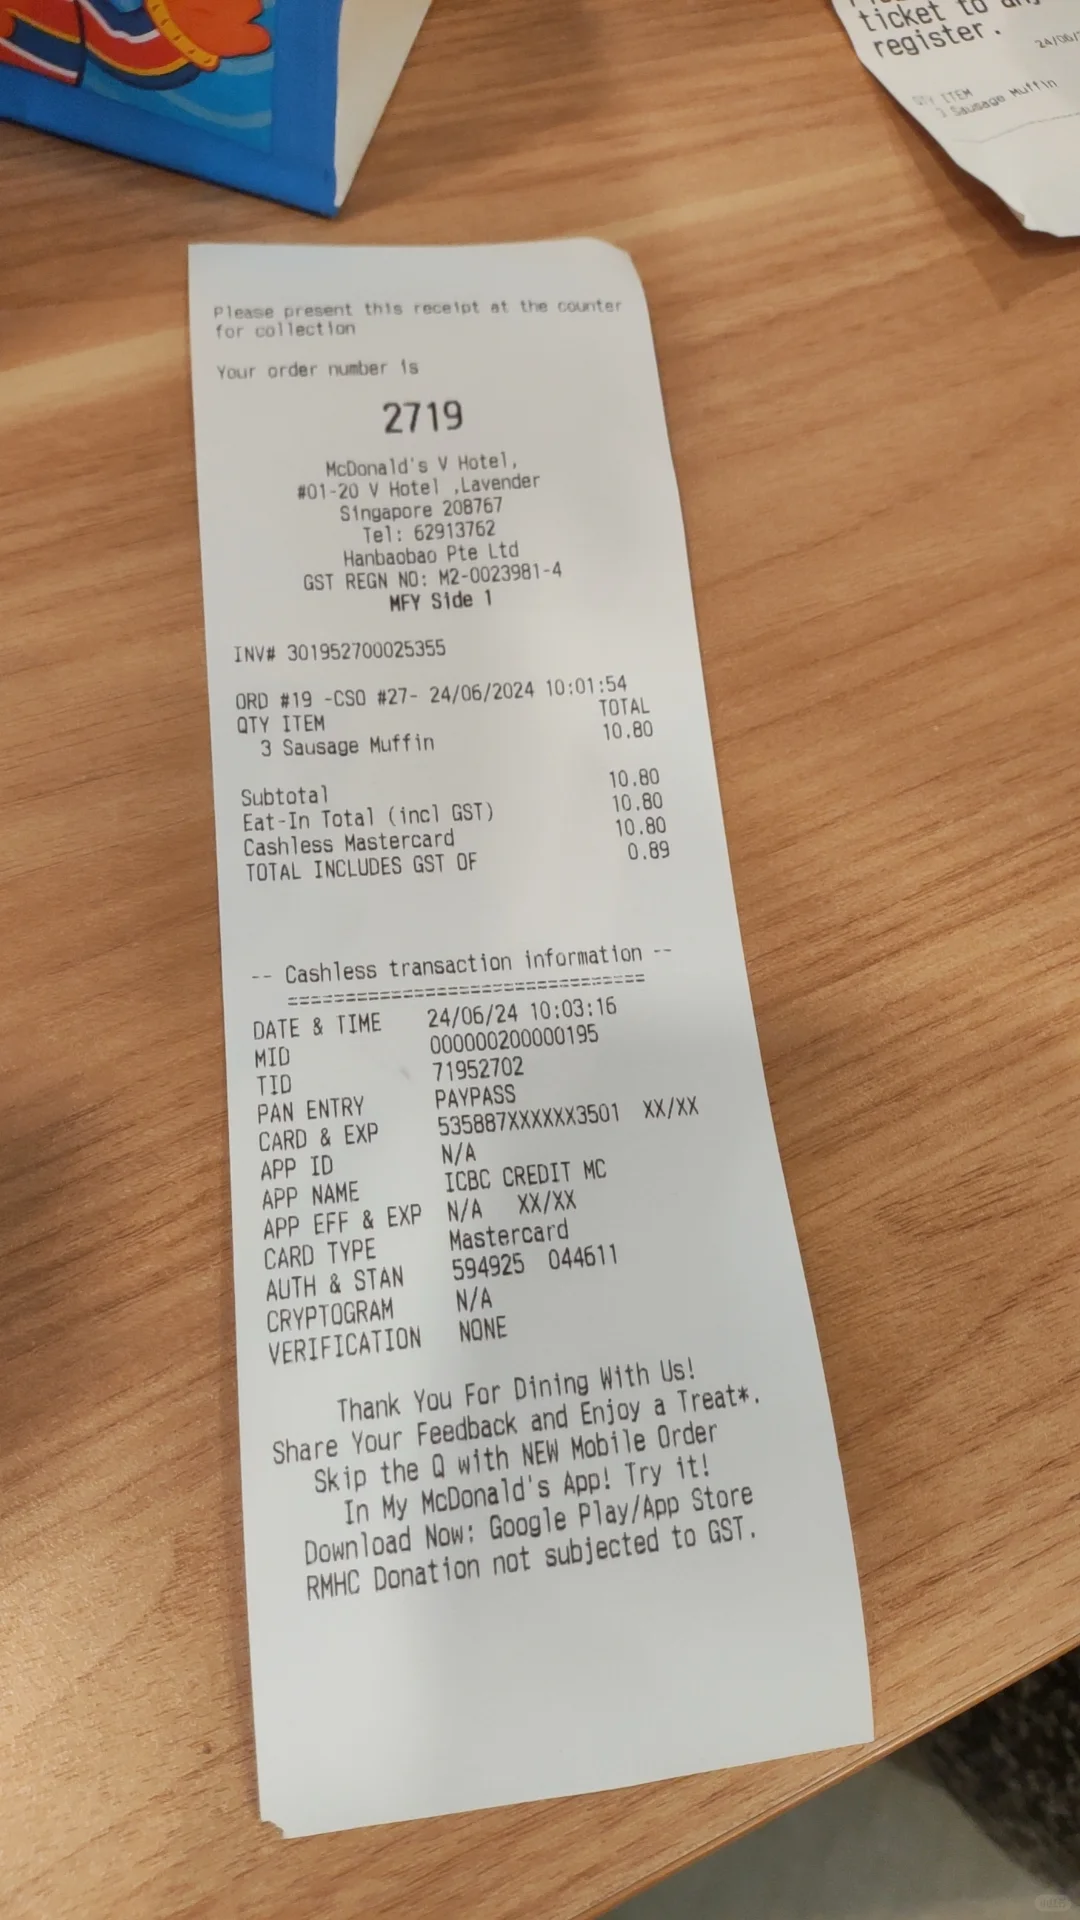 ticket to
register.
24/06/
QTY ITEM
3 Sausage Muffin
Please present this receipt at the counter
for collection
Your order number is
2719
McDonald's V Hotel,
#01-20 V Hotel ,Lavender
Singapore 208767
Tel: 62913762
Hanbaobao Pte Ltd
GST REGN NO: M2-0023981-4
MFY Side 1
INV# 301952700025355
ORD #19 -CSO #27- 24/06/2024 10:01:54
QTY ITEM TOTAL
3 Sausage Muffin 10.80
Subtotal 10.80
Eat-In Total (incl GST) 10.80
Cashless Mastercard 10.80
TOTAL INCLUDES GST OF 0.89
-- Cashless transaction information --
===============================
DATE & TIME 24/06/24 10:03:16
MID 000000200000195
TID 71952702
PAN ENTRY PAYPASS
CARD & EXP 535887XXXXXX3501 XX/XX
APP ID N/A
APP NAME ICBC CREDIT MC
APP EFF & EXP N/A XX/XX
CARD TYPE Mastercard
AUTH & STAN 594925 044611
CRYPTOGRAM N/A
VERIFICATION NONE
Thank You For Dining With Us!
Share Your Feedback and Enjoy a Treat*.
Skip the Q with NEW Mobile Order
In My McDonald's App! Try it!
Download Now: Google Play/App Store
RMHC Donation not subjected to GST.